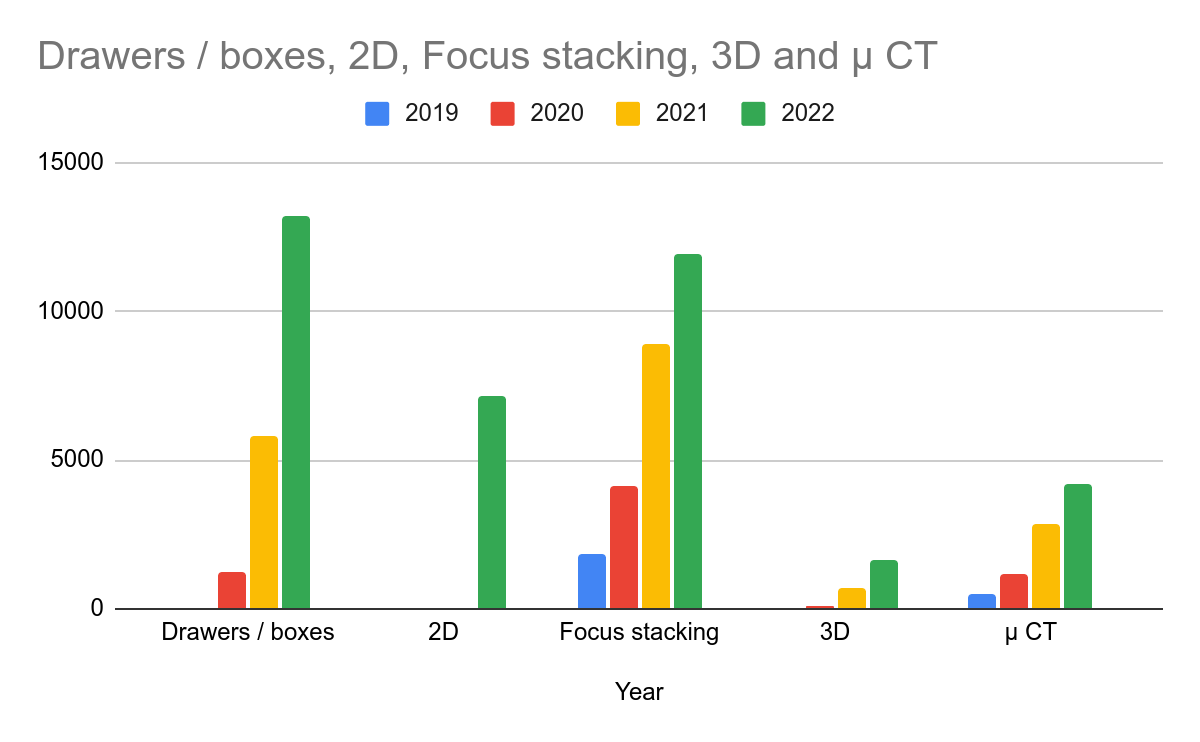 Drawers / boxes, 2D, Focus stacking, 3D and µ CT
2019 2020 2021 2022
15000
10000
5000
0
Drawers / boxes 2D Focus stacking 3D µ CT
Year